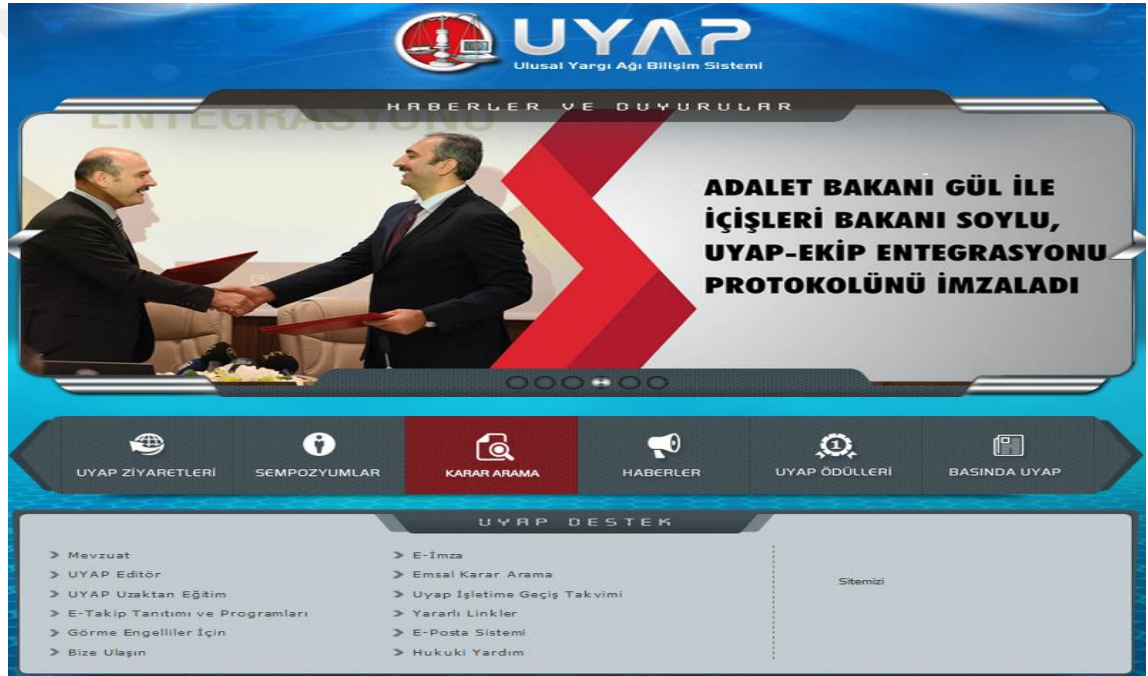 UYAP
Ulusal Yargı Ağı Bilişim Sistemi
HABERLER VE DUYURULAR
ENTEGRASYONU
ADALET BAKANI GÜL İLE
İÇİŞLERİ BAKANI SOYLU,
UYAP-EKİP ENTEGRASYONU
PROTOKOLÜNÜ İMZALADI
UYAP ZİYARETLERİ
SEMPOZYUMLAR
KARAR ARAMA
HABERLER
UYAP ÖDÜLLERİ
BASINDA UYAP
UYAP DESTEK
Mevzuat
UYAP Editör
UYAP Uzaktan Eğitim
E-Takip Tanıtımı ve Programları
Görme Engelliler İçin
Bize Ulaşın
E-İmza
Emsal Karar Arama
Uyap İşletime Geçiş Takvimi
Yararlı Linkler
E-Posta Sistemi
Hukuki Yardım
Sitemizi